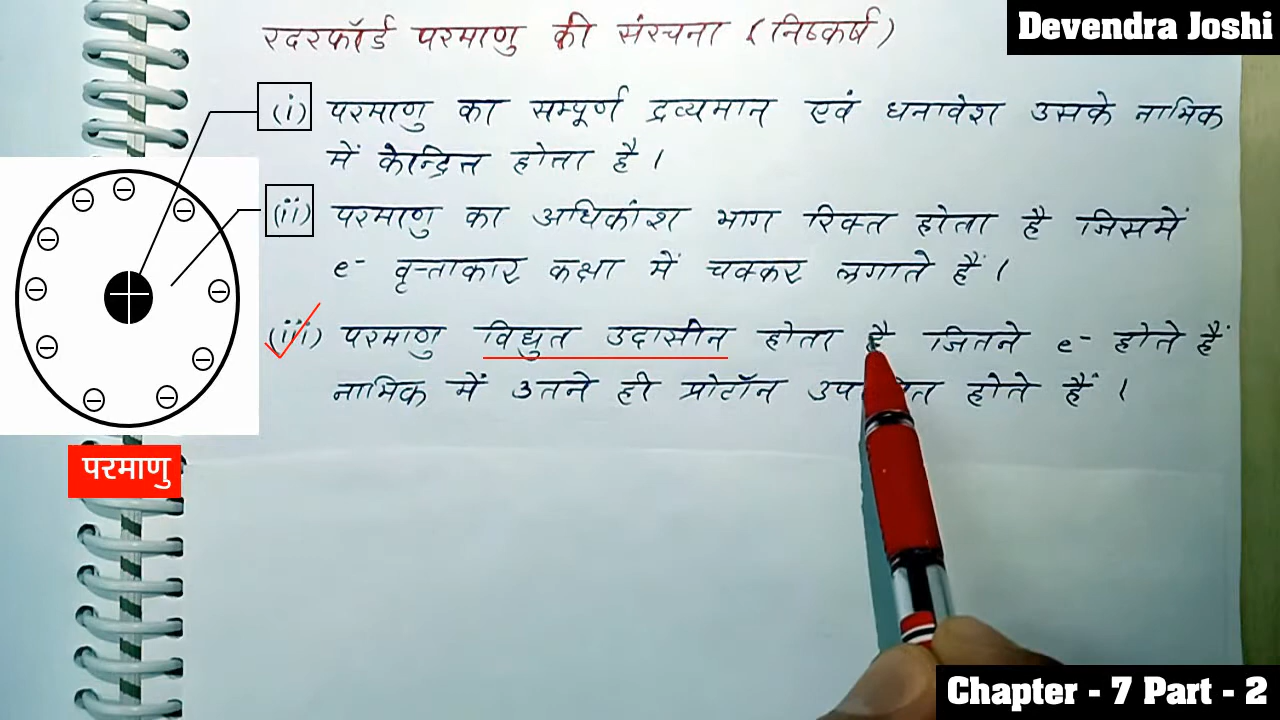 Devendra Joshi
रदरफॉर्ड परमाणु की संरचना (निष्कर्ष)
(i) परमाणु का सम्पूर्ण द्रव्यमान एवं धनावेश उसके नाभिक
में केन्द्रित होता है ।
(ii) परमाणु का अधिकांश भाग रिक्त होता है जिसमें
e- वृत्ताकार कक्षा में चक्कर लगाते हैं ।
(iii) परमाणु विद्युत उदासीन होता है जितने e- होते हैं
नाभिक में उतने ही प्रोटॉन होते हैं ।
परमाणु
Chapter - 7 Part - 2